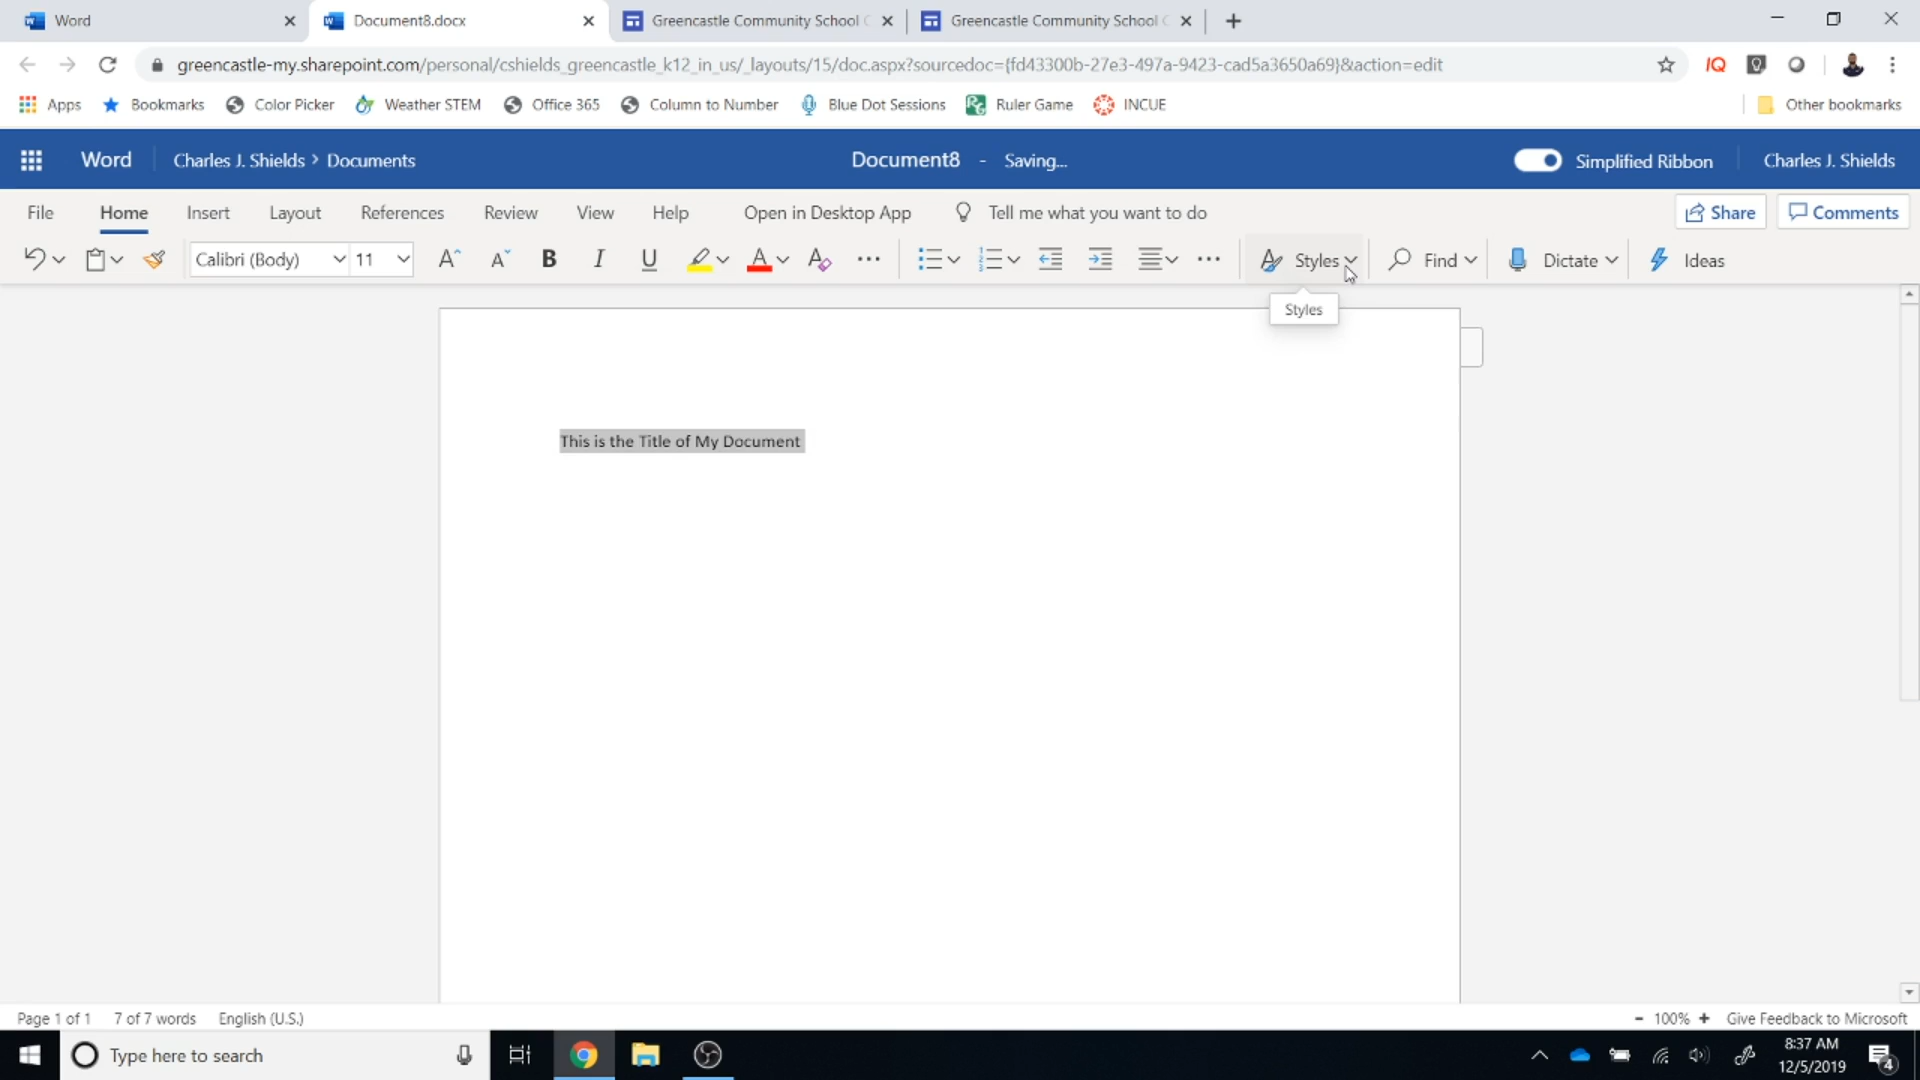 Word
Document8.docx
Greencastle Community School C
Greencastle Community School C
greencastle-my.sharepoint.com/personal/cshields_greencastle_k12_in_us/_layouts/15/doc.aspx?sourcedoc={fd43300b-27e3-497a-9423-cad5a3650a69}&action=edit
IQ
Apps Bookmarks Color Picker Weather STEM Office 365 Column to Number Blue Dot Sessions Ruler Game INCUE Other bookmarks
Word Charles J. Shields > Documents Document8 - Saving... Simplified Ribbon Charles J. Shields
File Home Insert Layout References Review View Help Open in Desktop App Tell me what you want to do Share Comments
Calibri (Body) 11 A A B I U A A Styles Find Dictate Ideas
Styles
This is the Title of My Document
Page 1 of 1 7 of 7 words English (U.S.) - 100% + Give Feedback to Microsoft
Type here to search
8:37 AM
12/5/2019
4